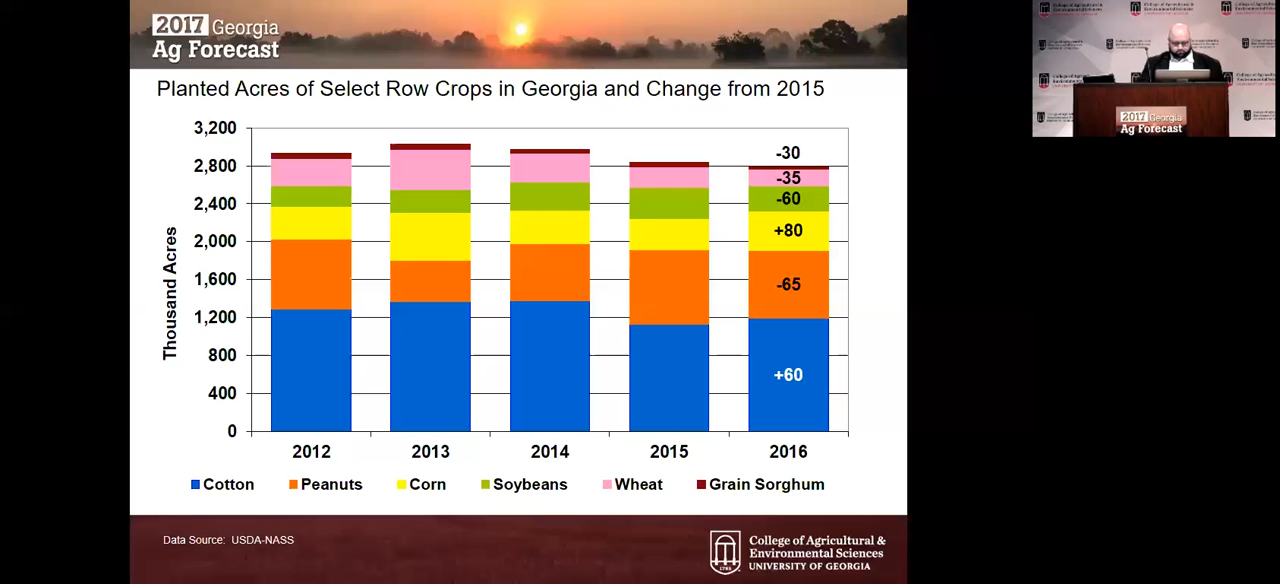 2017 Georgia
Ag Forecast
Planted Acres of Select Row Crops in Georgia and Change from 2015
Thousand Acres
3,200
2,800
2,400
2,000
1,600
1,200
800
400
0
-30
-35
-60
+80
-65
+60
2012 2013 2014 2015 2016
Cotton Peanuts Corn Soybeans Wheat Grain Sorghum
Data Source: USDA-NASS
College of Agricultural &
Environmental Sciences
UNIVERSITY OF GEORGIA
2017 Georgia
Ag Forecast